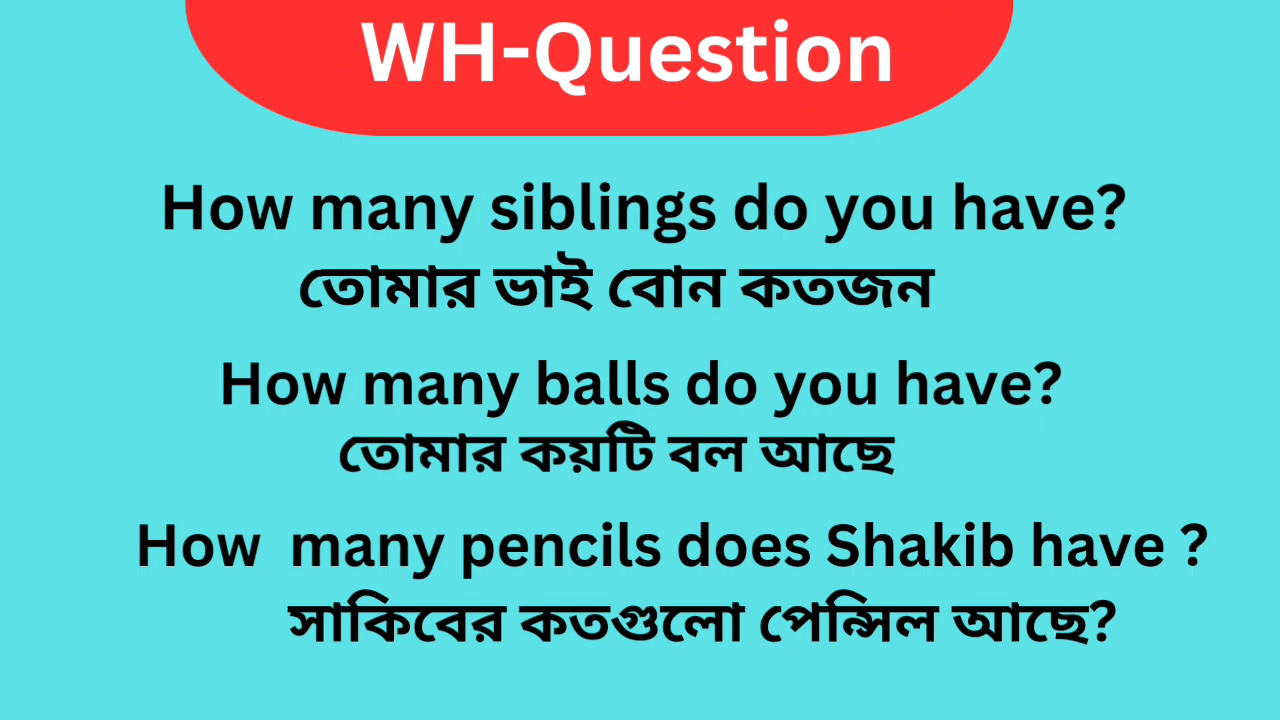 WH-Question
How many siblings do you have?
তোমার ভাই বোন কতজন
How many balls do you have?
তোমার কয়টি বল আছে
How many pencils does Shakib have ?
সাকিবের কতগুলো পেন্সিল আছে?